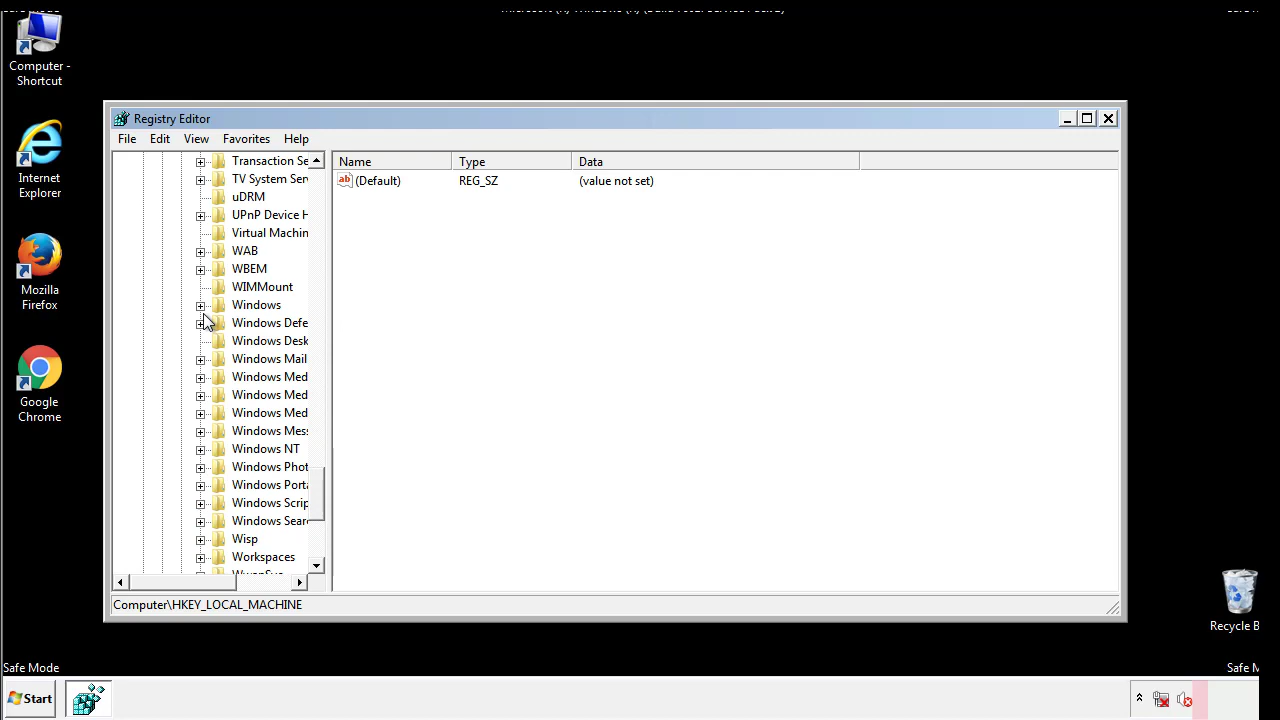 Computer -
Shortcut
Internet
Explorer
Mozilla
Firefox
Google
Chrome
Registry Editor
File Edit View Favorites Help
Transaction Se
TV System Serv
uDRM
UPnP Device H
Virtual Machin
WAB
WBEM
WIMMount
Windows
Windows Defe
Windows Desk
Windows Mail
Windows Med
Windows Med
Windows Med
Windows Mes
Windows NT
Windows Phot
Windows Porta
Windows Scrip
Windows Sear
Wisp
Workspaces
Name Type Data
ab (Default) REG_SZ (value not set)
Computer\HKEY_LOCAL_MACHINE
Recycle B
Safe Mode
Safe M
Start